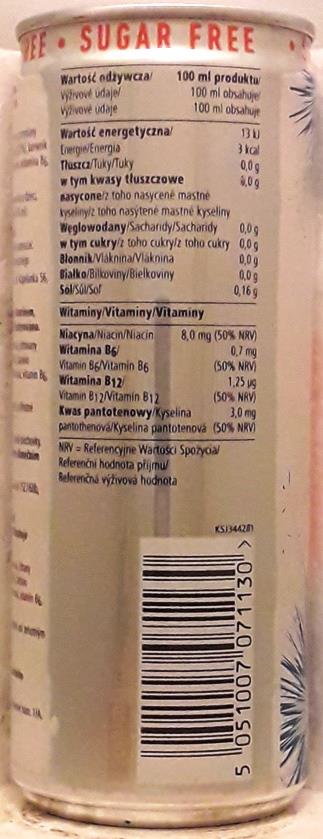 EE • SUGAR FREE •
Wartość odżywcza/ 100 ml produktu/
Výživové údaje/ 100 ml obsahuje/
Výživové údaje 100 ml obsahuje
Wartość energetyczna/ 13 kJ
Energie/Energia 3 kcal
Tłuszcz/Tuky/Tuky 0,0 g
w tym kwasy tłuszczowe 0,0 g
nasycone/z toho nasycené mastné
kyseliny/z toho nasýtené mastné kyseliny
Węglowodany/Sacharidy/Sacharidy 0,0 g
w tym cukry/z toho cukry/z toho cukry 0,0 g
Błonnik/Vláknina/Vláknina 0,0 g
Białko/Bílkoviny/Bielkoviny 0,0 g
Sól/Sůl/Soľ 0,16 g
Witaminy/Vitaminy/Vitamíny
Niacyna/Niacin/Niacín 8,0 mg (50% NRV)
Witamina B6/ 0,7 mg
Vitamin B6/Vitamín B6 (50% NRV)
Witamina B12/ 1,25 µg
Vitamin B12/Vitamín B12 (50% NRV)
Kwas pantotenowy/Kyselina 3,0 mg
pantothenová/Kyselina pantotenová (50% NRV)
NRV = Referencyjne Wartości Spożycia/
Referenční hodnota příjmu/
Referenčná výživová hodnota
KSJ344281
5 051007 071130 >